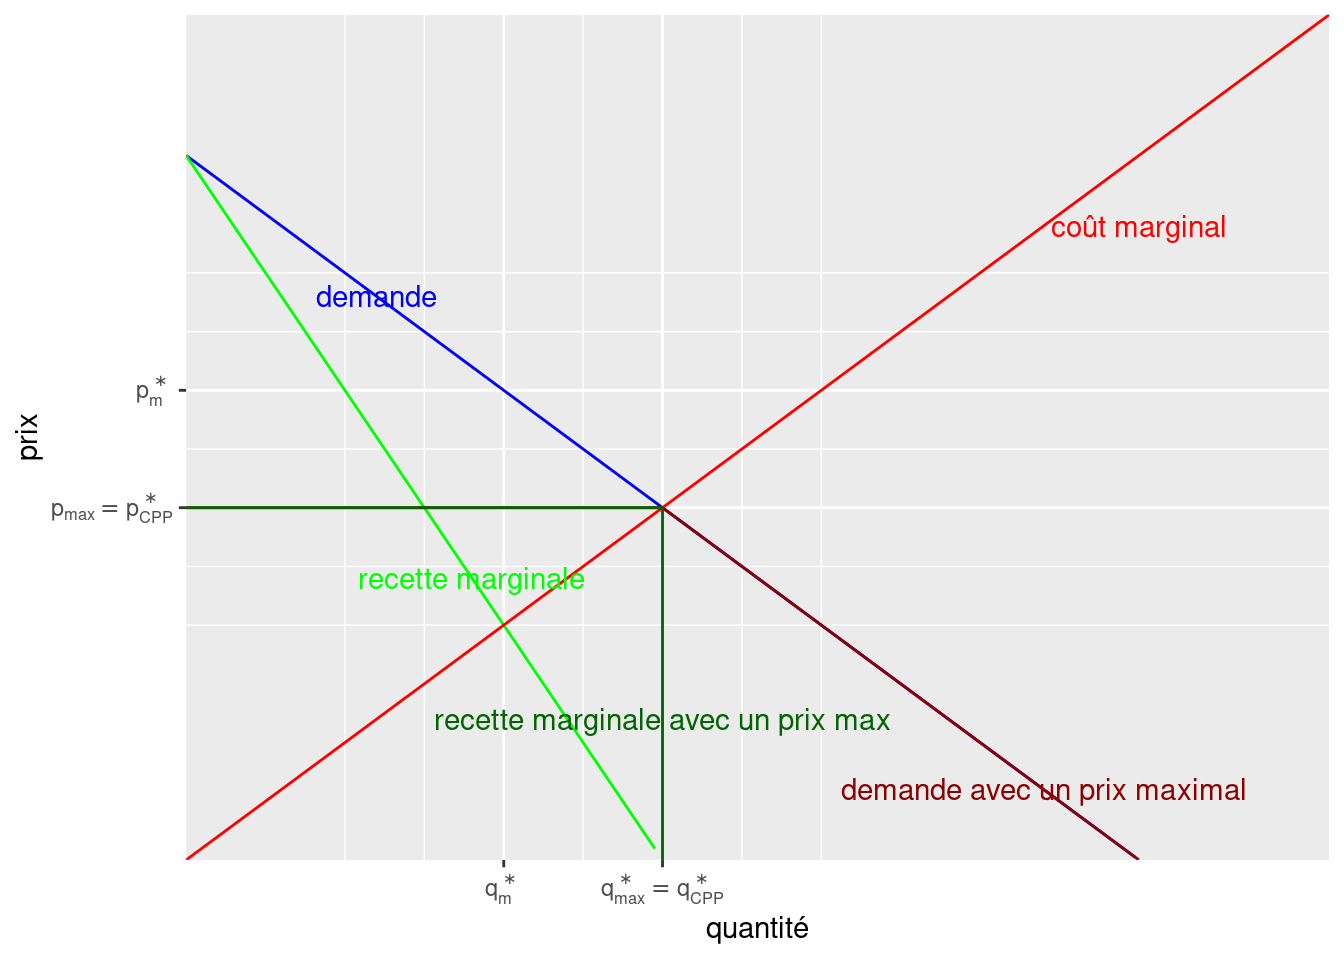 coût marginal
demande
p*m
prix
pmax = p*CPP
recette marginale
recette marginale avec un prix max
demande avec un prix maximal
q*m
q*max = q*CPP
quantité